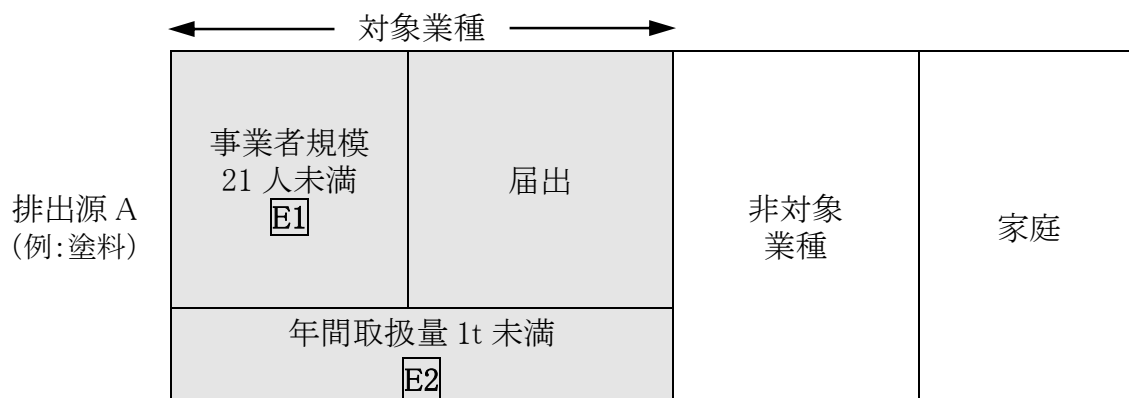 対象業種
事業者規模
21 人未満
E1
届出
排出源 A
(例:塗料)
非対象
業種
家庭
年間取扱量 1t 未満
E2